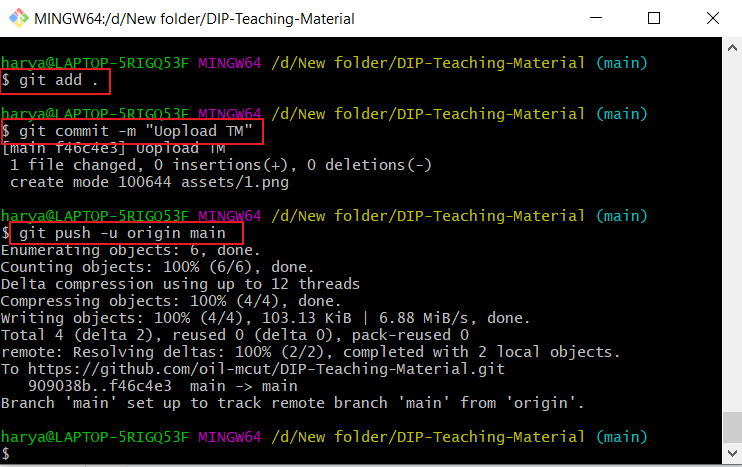 MINGW64:/d/New folder/DIP-Teaching-Material
harya@LAPTOP-5RIGQ53F MINGW64 /d/New folder/DIP-Teaching-Material (main)
$ git add .
harya@LAPTOP-5RIGQ53F MINGW64 /d/New folder/DIP-Teaching-Material (main)
$ git commit -m "Uopload TM"
[main f46c4e3] Uopload TM
1 file changed, 0 insertions(+), 0 deletions(-)
create mode 100644 assets/1.png
harya@LAPTOP-5RIGQ53F MINGW64 /d/New folder/DIP-Teaching-Material (main)
$ git push -u origin main
Enumerating objects: 6, done.
Counting objects: 100% (6/6), done.
Delta compression using up to 12 threads
Compressing objects: 100% (4/4), done.
Writing objects: 100% (4/4), 103.13 KiB | 6.88 MiB/s, done.
Total 4 (delta 2), reused 0 (delta 0), pack-reused 0
remote: Resolving deltas: 100% (2/2), completed with 2 local objects.
To https://github.com/oil-mcut/DIP-Teaching-Material.git
909038b..f46c4e3  main -> main
Branch 'main' set up to track remote branch 'main' from 'origin'.
harya@LAPTOP-5RIGQ53F MINGW64 /d/New folder/DIP-Teaching-Material (main)
$